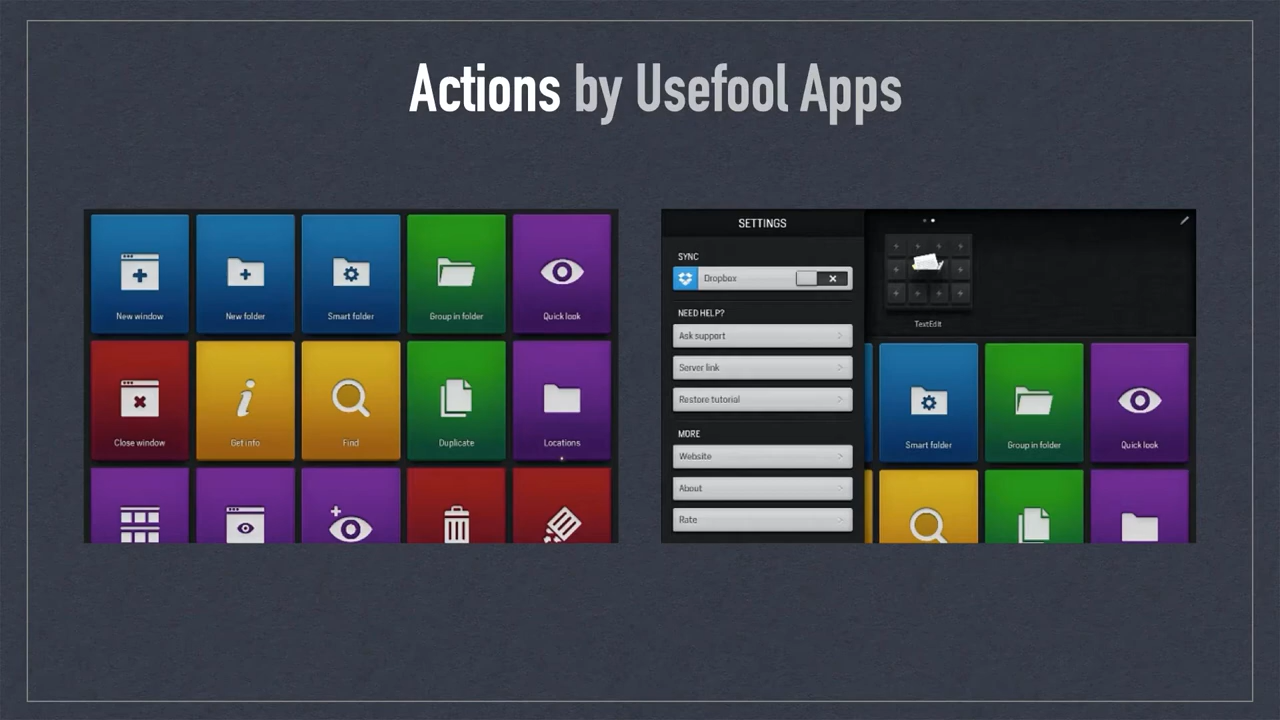 Actions by Usefool Apps
New window
New folder
Smart folder
Group in folder
Quick look
Close window
Get info
Find
Duplicate
Locations
SETTINGS
SYNC
Dropbox
NEED HELP?
Ask support
Server link
Restore tutorial
MORE
Website
About
Rate
TextEdit
Smart folder
Group in folder
Quick look